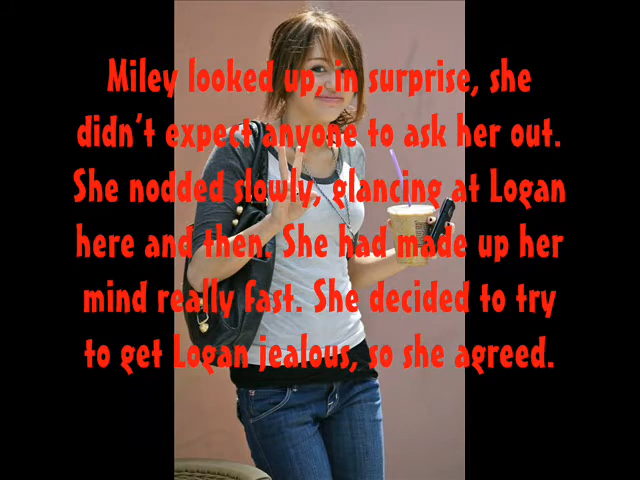 Miley looked up, in surprise, she
didn't expect anyone to ask her out.
She nodded slowly, glancing at Logan
here and then. She had made up her
mind really fast. She decided to try
to get Logan jealous, so she agreed.